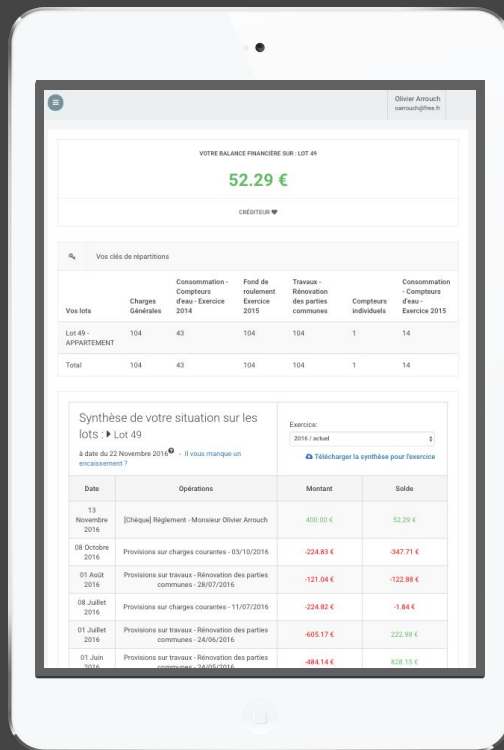 Olivier Arrouch
oarrouch@free.fr
VOTRE BALANCE FINANCIÈRE SUR : LOT 49
52.29 €
CRÉDITEUR
Vos clés de répartitions
Vos lots
Charges
Générales
Consommation -
Compteurs
d'eau - Exercice
2014
Fond de
roulement
Exercice
2015
Travaux -
Rénovation
des parties
communes
Compteurs
individuels
Consommation
- Compteurs
d'eau -
Exercice 2015
Lot 49 -
APPARTEMENT
104 43 104 104 1 14
Total 104 43 104 104 1 14
Synthèse de votre situation sur les
lots : Lot 49
à date du 22 Novembre 2016 - Il vous manque un
encaissement ?
Exercice:
2016 / actuel
Télécharger la synthèse pour l'exercice
Date Opérations Montant Solde
13
Novembre
2016
[Chèque] Règlement - Monsieur Olivier Arrouch
400.00 € 52.29 €
08 Octobre
2016
Provisions sur charges courantes - 03/10/2016
-224.83 € -347.71 €
01 Août
2016
Provisions sur travaux - Rénovation des parties
communes - 28/07/2016
-121.04 € -122.88 €
08 Juillet
2016
Provisions sur charges courantes - 11/07/2016
-224.82 € -1.84 €
01 Juillet
2016
Provisions sur travaux - Rénovation des parties
communes - 24/06/2016
-605.17 € 222.98 €
01 Juin
2016
Provisions sur travaux - Rénovation des parties
communes - 24/05/2016
-484.14 € 828.15 €